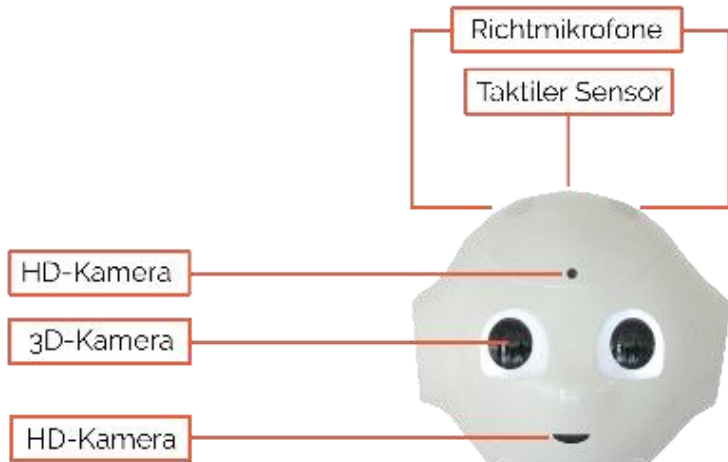 Richtmikrofone
Taktiler Sensor
HD-Kamera
3D-Kamera
HD-Kamera